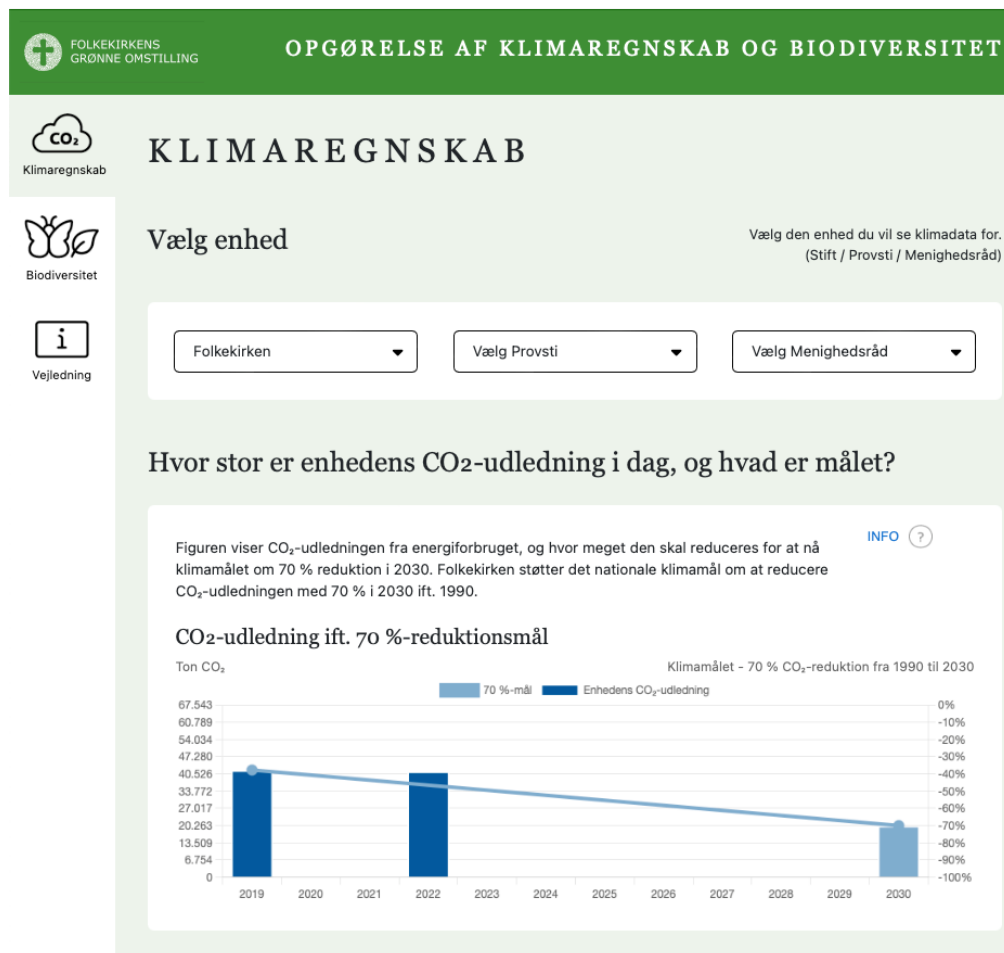 FOLKEKIRKENS
GRØNNE OMSTILLING
OPGØRELSE AF KLIMAREGNSKAB OG BIODIVERSITET
CO₂
Klimaregnskab
Biodiversitet
i
Vejledning
KLIMAREGNSKAB
Vælg enhed
Vælg den enhed du vil se klimadata for.
(Stift / Provsti / Menighedsråd)
Folkekirken
Vælg Provsti
Vælg Menighedsråd
Hvor stor er enhedens CO2-udledning i dag, og hvad er målet?
INFO ?
Figuren viser CO₂-udledningen fra energiforbruget, og hvor meget den skal reduceres for at nå
klimamålet om 70 % reduktion i 2030. Folkekirken støtter det nationale klimamål om at reducere
CO₂-udledningen med 70 % i 2030 ift. 1990.
CO2-udledning ift. 70 %-reduktionsmål
Ton CO₂
Klimamålet - 70 % CO₂-reduktion fra 1990 til 2030
70 %-mål
Enhedens CO₂-udledning
67.543 0%
60.789 -10%
54.034 -20%
47.280 -30%
40.526 -40%
33.772 -50%
27.017 -60%
20.263 -70%
13.509 -80%
6.754 -90%
0 -100%
2019 2020 2021 2022 2023 2024 2025 2026 2027 2028 2029 2030